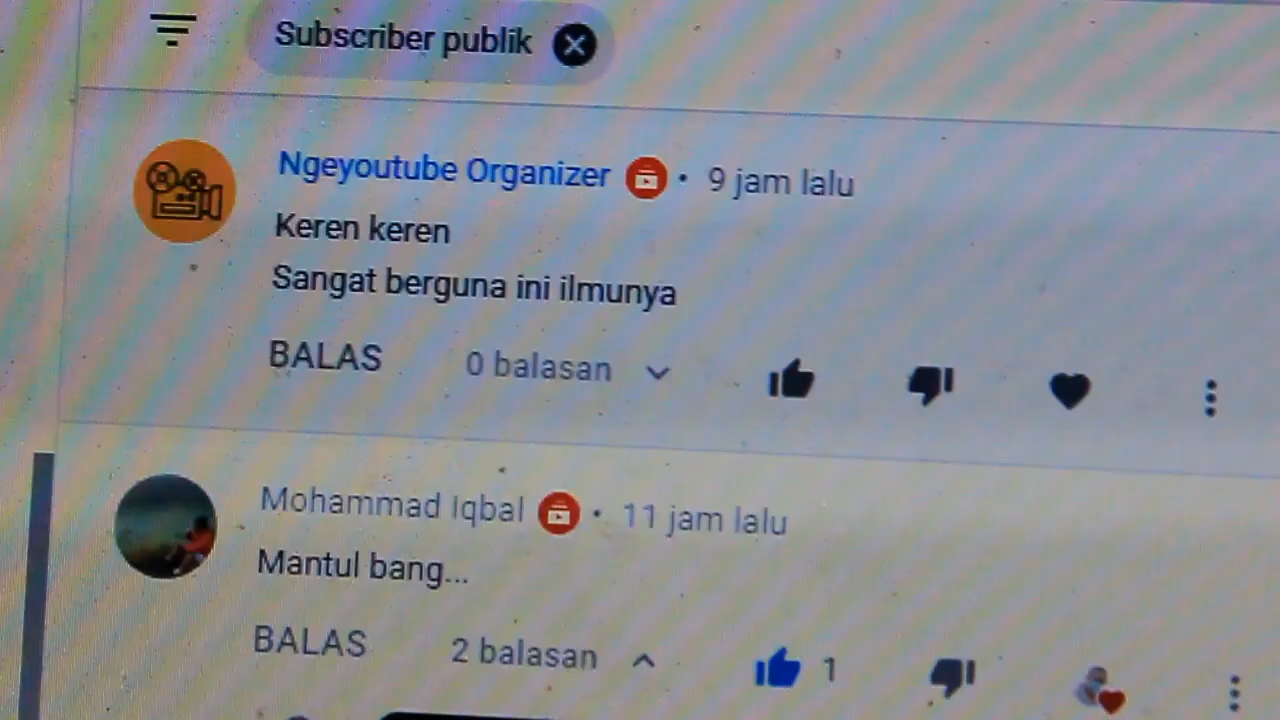 Subscriber publik
Ngeyoutube Organizer • 9 jam lalu
Keren keren
Sangat berguna ini ilmunya
BALAS 0 balasan
Mohammad Iqbal • 11 jam lalu
Mantul bang...
BALAS 2 balasan 1